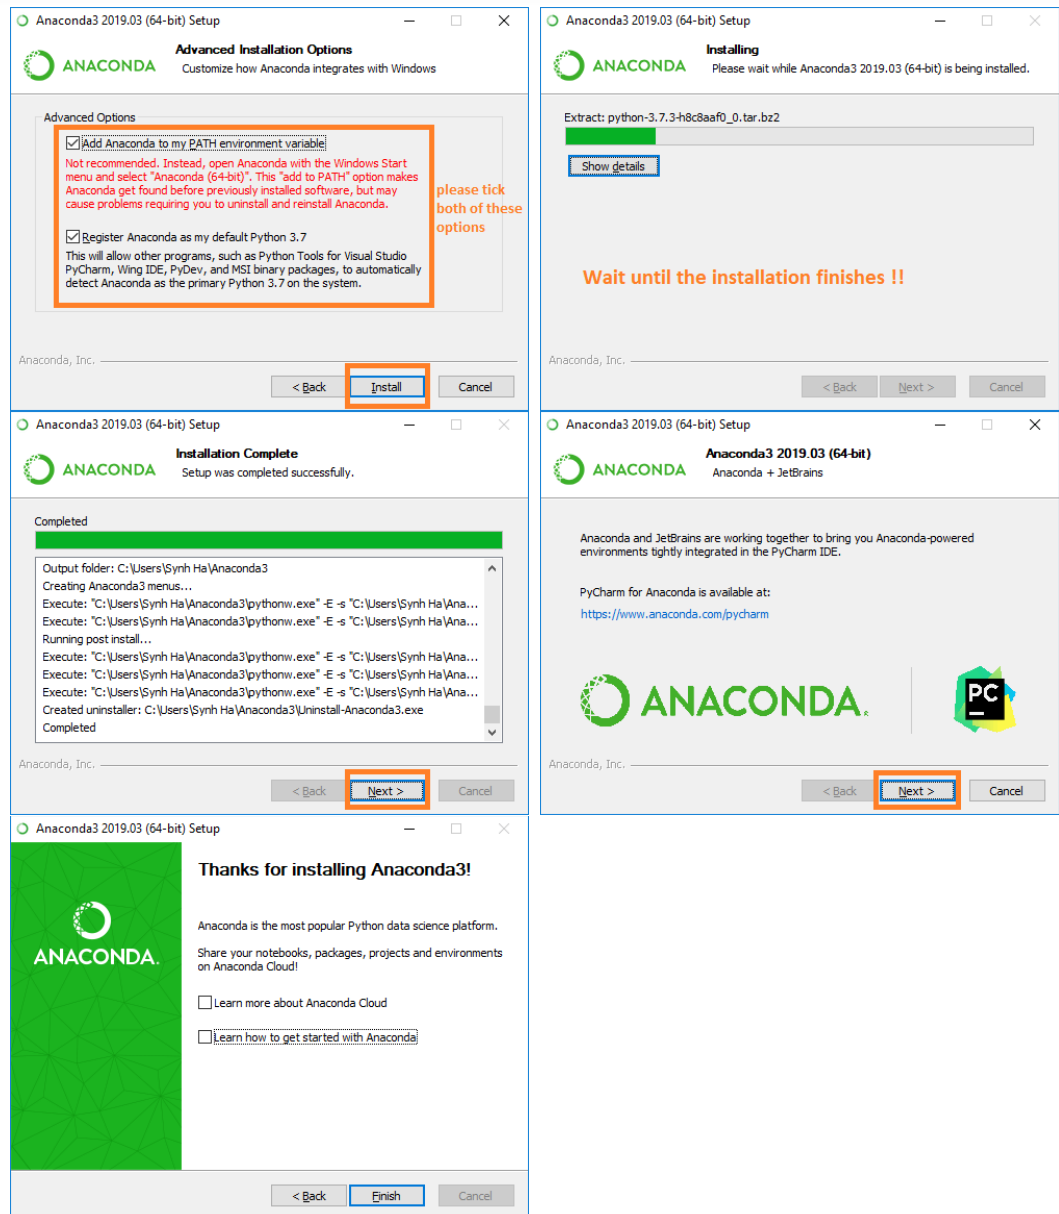 Anaconda3 2019.03 (64-bit) Setup
ANACONDA
Advanced Installation Options
Customize how Anaconda integrates with Windows
Advanced Options
Add Anaconda to my PATH environment variable
Not recommended. Instead, open Anaconda with the Windows Start
menu and select "Anaconda (64-bit)". This "add to PATH" option makes
Anaconda get found before previously installed software, but may
cause problems requiring you to uninstall and reinstall Anaconda.
Register Anaconda as my default Python 3.7
This will allow other programs, such as Python Tools for Visual Studio
PyCharm, Wing IDE, PyDev, and MSI binary packages, to automatically
detect Anaconda as the primary Python 3.7 on the system.
please tick
both of these
options
Anaconda, Inc.
< Back
Install
Cancel
Anaconda3 2019.03 (64-bit) Setup
ANACONDA
Installing
Please wait while Anaconda3 2019.03 (64-bit) is being installed.
Extract: python-3.7.3-h8c8aaf0_0.tar.bz2
Show details
Wait until the installation finishes !!
Anaconda, Inc.
< Back
Next >
Cancel
Anaconda3 2019.03 (64-bit) Setup
ANACONDA
Installation Complete
Setup was completed successfully.
Completed
Output folder: C:\Users\Synh Ha\Anaconda3
Creating Anaconda3 menus...
Execute: "C:\Users\Synh Ha\Anaconda3\pythonw.exe" -E -s "C:\Users\Synh Ha\Ana...
Execute: "C:\Users\Synh Ha\Anaconda3\pythonw.exe" -E -s "C:\Users\Synh Ha\Ana...
Running post install...
Execute: "C:\Users\Synh Ha\Anaconda3\pythonw.exe" -E -s "C:\Users\Synh Ha\Ana...
Execute: "C:\Users\Synh Ha\Anaconda3\pythonw.exe" -E -s "C:\Users\Synh Ha\Ana...
Execute: "C:\Users\Synh Ha\Anaconda3\pythonw.exe" -E -s "C:\Users\Synh Ha\Ana...
Created uninstaller: C:\Users\Synh Ha\Anaconda3\Uninstall-Anaconda3.exe
Completed
Anaconda, Inc.
< Back
Next >
Cancel
Anaconda3 2019.03 (64-bit) Setup
ANACONDA
Anaconda3 2019.03 (64-bit)
Anaconda + JetBrains
Anaconda and JetBrains are working together to bring you Anaconda-powered
environments tightly integrated in the PyCharm IDE.
PyCharm for Anaconda is available at:
https://www.anaconda.com/pycharm
ANACONDA®
PC
Anaconda, Inc.
< Back
Next >
Cancel
Anaconda3 2019.03 (64-bit) Setup
ANACONDA.
Thanks for installing Anaconda3!
Anaconda is the most popular Python data science platform.
Share your notebooks, packages, projects and environments
on Anaconda Cloud!
Learn more about Anaconda Cloud
Learn how to get started with Anaconda
< Back
Finish
Cancel